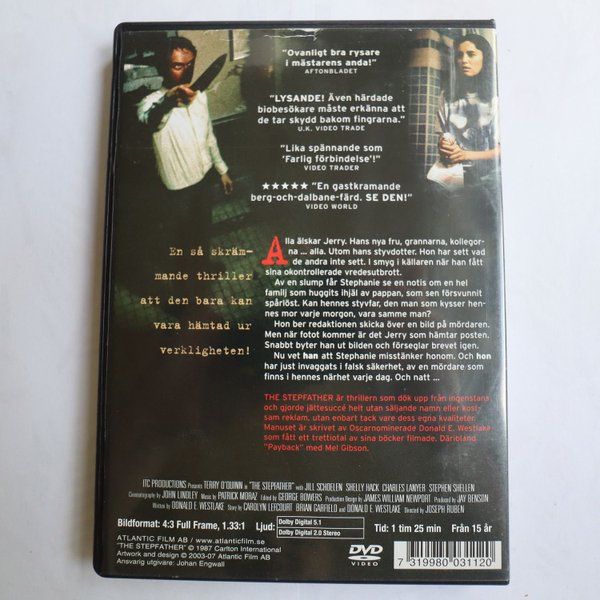 "Ovanligt bra rysare
i mästarens anda!"
AFTONBLADET
"LYSANDE! Även härdade
biobesökare måste erkänna att
de tar skydd bakom fingrarna."
U.K. VIDEO TRADE
"Lika spännande som
'Farlig förbindelse'!"
VIDEO TRADER
★★★★★ "En gastkramande
berg-och-dalbane-färd. SE DEN!"
VIDEO WORLD
En så skräm-
mande thriller
att den bara kan
vara hämtad ur
verkligheten!
Alla älskar Jerry. Hans nya fru, grannarna, kollegor-
na ... alla. Utom hans styvdotter. Hon har sett vad
de andra inte sett. I smyg i källaren när han fått
sina okontrollerade vredesutbrott.
Av en slump får Stephanie se en notis om en hel
familj som huggits ihjäl av pappan, som sen försvunnit
spårlöst. Kan hennes styvfar, den man som kysser hen-
nes mor varje morgon, vara samme man?
Hon ber redaktionen skicka över en bild på mördaren.
Men när fotot kommer är det Jerry som hämtar posten.
Snabbt byter han ut bilden och förseglar brevet igen.
Nu vet han att Stephanie misstänker honom. Och hon
har just invaggats i falsk säkerhet, av en mördare som
finns i hennes närhet varje dag. Och natt ...
THE STEPFATHER är thrillern som dök upp från ingenstans
och gjorde jättesuccé helt utan säljande namn eller kost-
sam reklam, utan enbart tack vare dess egna kvaliteter.
Manuset är skrivet av Oscarnominerade Donald E. Westlake
som fått ett trettiotal av sina böcker filmade. Däribland
"Payback" med Mel Gibson.
ITC PRODUCTIONS Presents TERRY O'QUINN in "THE STEPFATHER" with JILL SCHOELEN SHELLY HACK CHARLES LANYER STEPHEN SHELLEN
Cinematography JOHN LINDLEY Music by PATRICK MORAZ Edited by GEORGE BOWERS Production Design by JAMES WILLIAM NEWPORT Produced by JAY BENSON
Written by DONALD E. WESTLAKE Story by CAROLYN LEFCOURT BRIAN GARFIELD and DONALD E. WESTLAKE Directed by JOSEPH RUBEN
Bildformat: 4:3 Full Frame, 1.33:1 Ljud: Dolby Digital 5.1 Tid: 1 tim 25 min Från 15 år
Dolby Digital 2.0 Stereo
ATLANTIC FILM AB / www.atlanticfilm.se
"THE STEPFATHER" © 1987 Carlton International
Artwork and design © 2003-07 Atlantic Film AB
Ansvarig utgivare: Johan Engwall
DVD
VIDEO
7 319980 031120